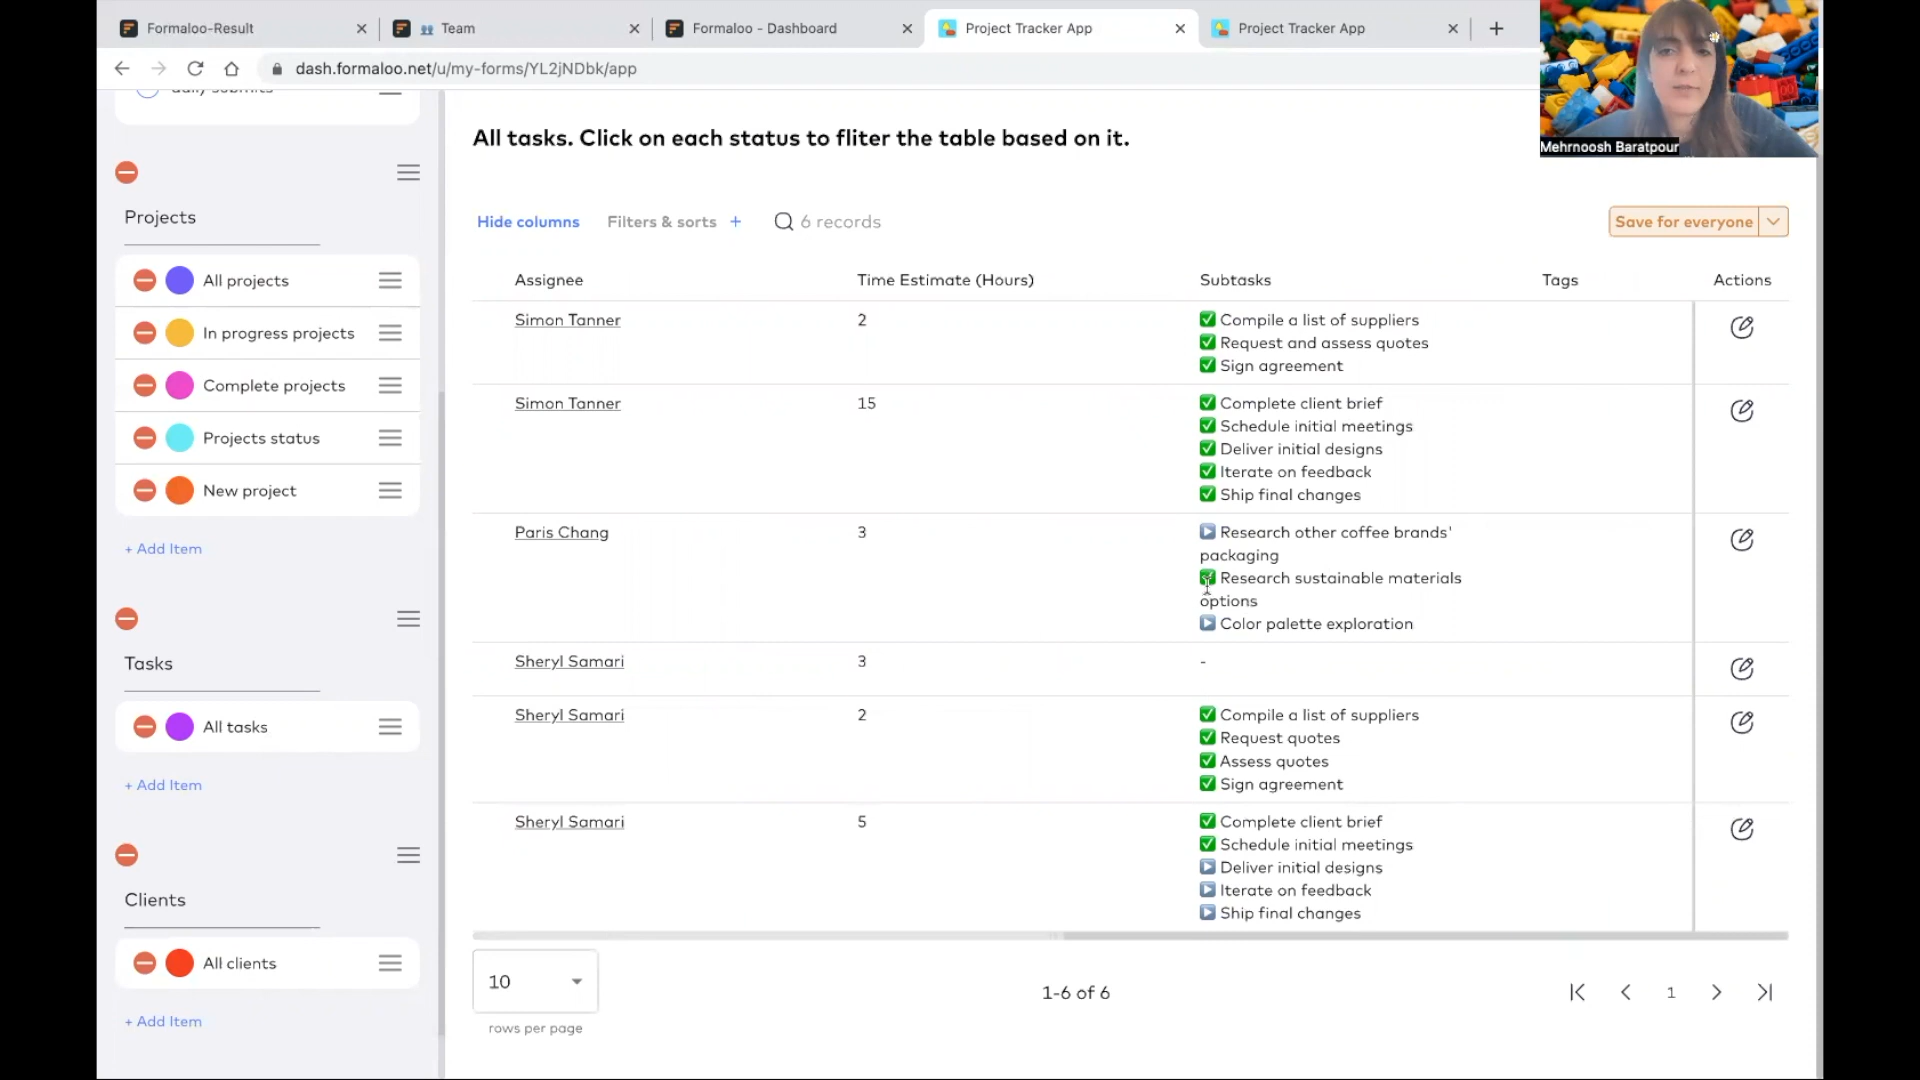 Formaloo-Result
Team
Formaloo - Dashboard
Project Tracker App
Project Tracker App
dash.formaloo.net/u/my-forms/YL2jNDbk/app
Mehrnoosh Baratpour
daily submits
Projects
All projects
In progress projects
Complete projects
Projects status
New project
+ Add Item
Tasks
All tasks
+ Add Item
Clients
All clients
+ Add Item
All tasks. Click on each status to fliter the table based on it.
Hide columns Filters & sorts + 6 records Save for everyone
Assignee Time Estimate (Hours) Subtasks Tags Actions
Simon Tanner 2 Compile a list of suppliers
Request and assess quotes
Sign agreement
Simon Tanner 15 Complete client brief
Schedule initial meetings
Deliver initial designs
Iterate on feedback
Ship final changes
Paris Chang 3 Research other coffee brands'
packaging
Research sustainable materials
options
Color palette exploration
Sheryl Samari 3 -
Sheryl Samari 2 Compile a list of suppliers
Request quotes
Assess quotes
Sign agreement
Sheryl Samari 5 Complete client brief
Schedule initial meetings
Deliver initial designs
Iterate on feedback
Ship final changes
10
rows per page
1-6 of 6
1